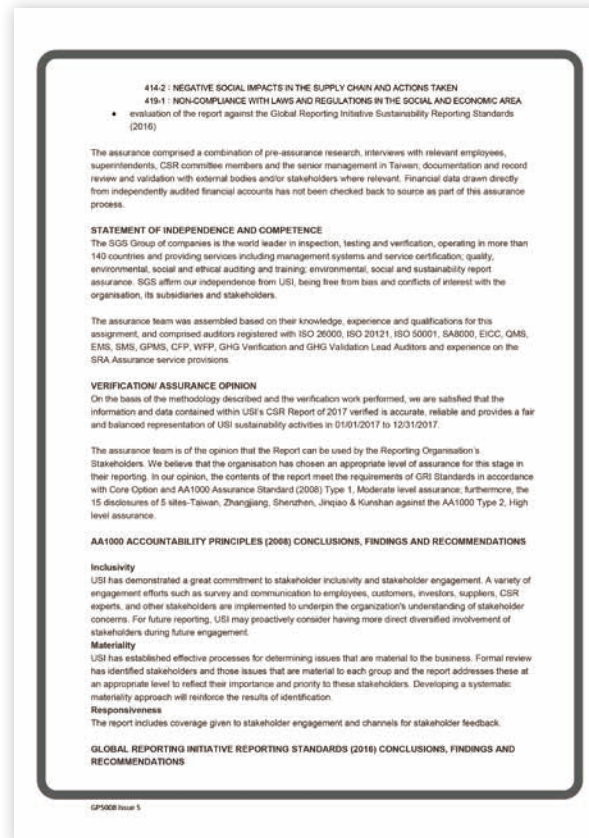 414-2 : NEGATIVE SOCIAL IMPACTS IN THE SUPPLY CHAIN AND ACTIONS TAKEN
419-1 : NON-COMPLIANCE WITH LAWS AND REGULATIONS IN THE SOCIAL AND ECONOMIC AREA
• evaluation of the report against the Global Reporting Initiative Sustainability Reporting Standards
(2016)
The assurance comprised a combination of pre-assurance research, interviews with relevant employees,
superintendents, CSR committee members and the senior management in Taiwan; documentation and record
review and validation with external bodies and/or stakeholders where relevant. Financial data drawn directly
from independently audited financial accounts has not been checked back to source as part of this assurance
process.
STATEMENT OF INDEPENDENCE AND COMPETENCE
The SGS Group of companies is the world leader in inspection, testing and verification, operating in more than
140 countries and providing services including management systems and service certification; quality,
environmental, social and ethical auditing and training; environmental, social and sustainability report
assurance. SGS affirm our independence from USI, being free from bias and conflicts of interest with the
organisation, its subsidiaries and stakeholders.
The assurance team was assembled based on their knowledge, experience and qualifications for this
assignment, and comprised auditors registered with ISO 26000, ISO 20121, ISO 50001, SA8000, EICC, QMS,
EMS, SMS, GPMS, CFP, WFP, GHG Verification and GHG Validation Lead Auditors and experience on the
SRA Assurance service provisions.
VERIFICATION/ ASSURANCE OPINION
On the basis of the methodology described and the verification work performed, we are satisfied that the
information and data contained within USI's CSR Report of 2017 verified is accurate, reliable and provides a fair
and balanced representation of USI sustainability activities in 01/01/2017 to 12/31/2017.
The assurance team is of the opinion that the Report can be used by the Reporting Organisation's
Stakeholders. We believe that the organisation has chosen an appropriate level of assurance for this stage in
their reporting. In our opinion, the contents of the report meet the requirements of GRI Standards in accordance
with Core Option and AA1000 Assurance Standard (2008) Type 1, Moderate level assurance; furthermore, the
15 disclosures of 5 sites-Taiwan, Zhangjiang, Shenzhen, Jinqiao & Kunshan against the AA1000 Type 2, High
level assurance.
AA1000 ACCOUNTABILITY PRINCIPLES (2008) CONCLUSIONS, FINDINGS AND RECOMMENDATIONS
Inclusivity
USI has demonstrated a great commitment to stakeholder inclusivity and stakeholder engagement. A variety of
engagement efforts such as survey and communication to employees, customers, investors, suppliers, CSR
experts, and other stakeholders are implemented to underpin the organization's understanding of stakeholder
concerns. For future reporting, USI may proactively consider having more direct diversified involvement of
stakeholders during future engagement.
Materiality
USI has established effective processes for determining issues that are material to the business. Formal review
has identified stakeholders and those issues that are material to each group and the report addresses these at
an appropriate level to reflect their importance and priority to these stakeholders. Developing a systematic
materiality approach will reinforce the results of identification.
Responsiveness
The report includes coverage given to stakeholder engagement and channels for stakeholder feedback.
GLOBAL REPORTING INITIATIVE REPORTING STANDARDS (2016) CONCLUSIONS, FINDINGS AND
RECOMMENDATIONS
GP5008 Issue 5